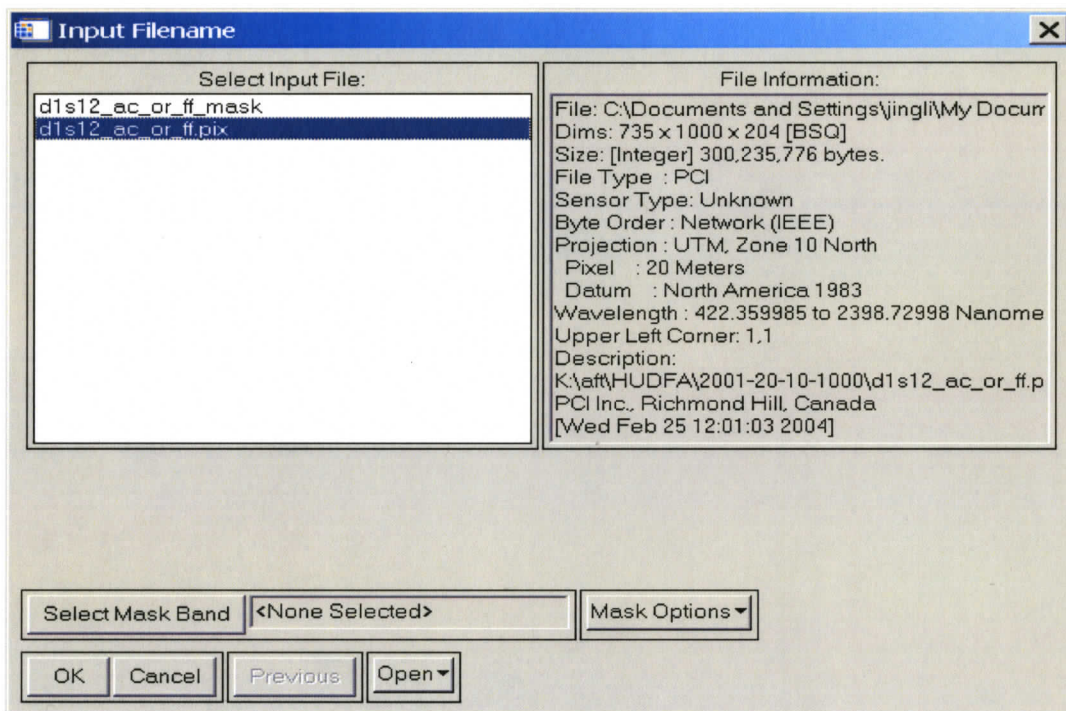 Input Filename
Select Input File:
d1s12_ac_or_ff_mask
d1s12_ac_or_ff.pix
File Information:
File: C:\Documents and Settings\jingli\My Docum
Dims: 735 x 1000 x 204 [BSQ]
Size: [Integer] 300,235,776 bytes.
File Type : PCI
Sensor Type: Unknown
Byte Order : Network (IEEE)
Projection : UTM, Zone 10 North
Pixel : 20 Meters
Datum : North America 1983
Wavelength : 422.359985 to 2398.72998 Nanome
Upper Left Corner: 1,1
Description:
K:\aft\HUDFA\2001-20-10-1000\d1s12_ac_or_ff.p
PCI Inc., Richmond Hill, Canada
[Wed Feb 25 12:01:03 2004]
Select Mask Band
<None Selected>
Mask Options
OK
Cancel
Previous
Open